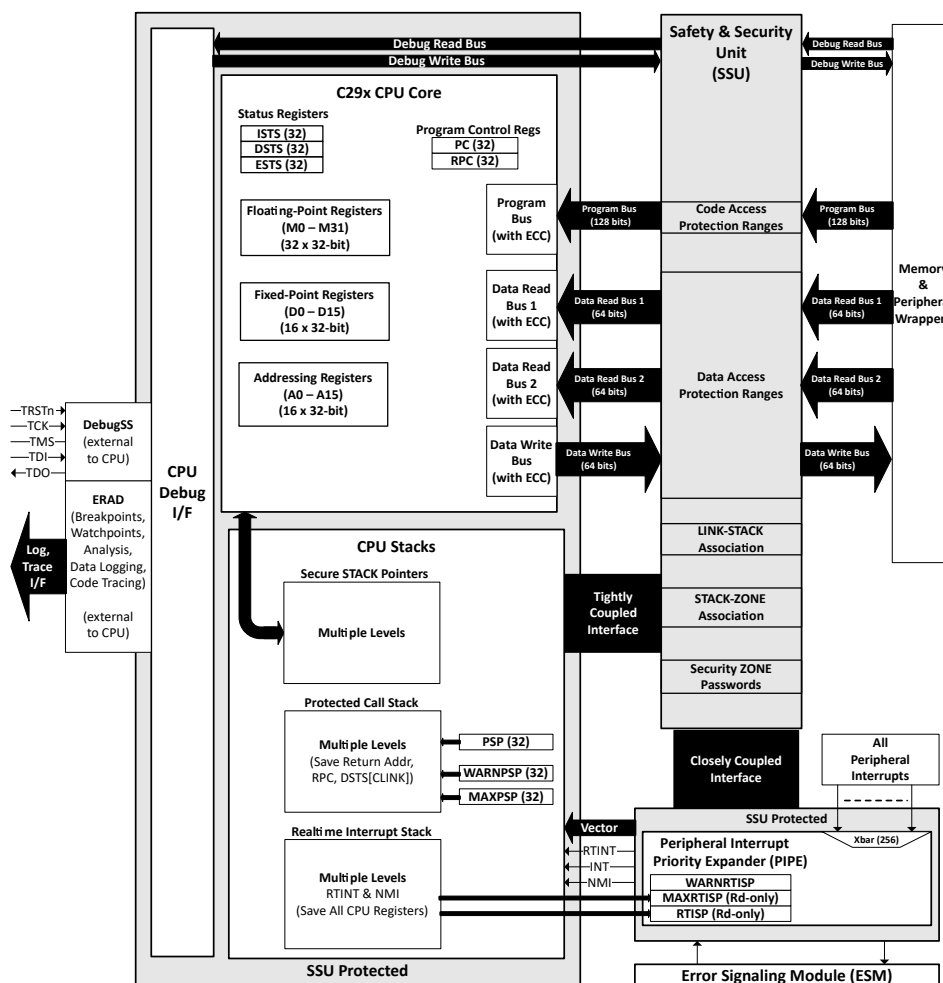 Debug Read Bus
Debug Write Bus
Safety & Security
Unit
(SSU)
Debug Read Bus
Debug Write Bus
C29x CPU Core
Status Registers
ISTS (32)
DSTS (32)
ESTS (32)
Program Control Regs
PC (32)
RPC (32)
Floating-Point Registers
(M0 – M31)
(32 x 32-bit)
Program
Bus
(with ECC)
Program Bus
(128 bits)
Code Access
Protection Ranges
Program Bus
(128 bits)
Fixed-Point Registers
(D0 – D15)
(16 x 32-bit)
Data Read
Bus 1
(with ECC)
Data Read Bus 1
(64 bits)
Data Read Bus 1
(64 bits)
Memory
&
Peripheral
Wrapper
Addressing Registers
(A0 – A15)
(16 x 32-bit)
Data Read
Bus 2
(with ECC)
Data Read Bus 2
(64 bits)
Data Access
Protection Ranges
Data Read Bus 2
(64 bits)
Data Write
Bus
(with ECC)
Data Write Bus
(64 bits)
Data Write Bus
(64 bits)
TRSTn
TCK
TMS
TDI
TDO
DebugSS
(external
to CPU)
CPU
Debug
I/F
Log,
Trace
I/F
ERAD
(Breakpoints,
Watchpoints,
Analysis,
Data Logging,
Code Tracing)
(external
to CPU)
CPU Stacks
Secure STACK Pointers
Multiple Levels
Tightly
Coupled
Interface
LINK-STACK
Association
STACK-ZONE
Association
Security ZONE
Passwords
Protected Call Stack
Multiple Levels
(Save Return Addr,
RPC, DSTS[CLINK])
PSP (32)
WARNPSP (32)
MAXPSP (32)
Closely Coupled
Interface
All
Peripheral
Interrupts
Realtime Interrupt Stack
Multiple Levels
RTINT & NMI
(Save All CPU Registers)
Vector
RTINT
INT
NMI
SSU Protected
Xbar (256)
Peripheral Interrupt
Priority Expander (PIPE)
WARNRTISP
MAXRTISP (Rd-only)
RTISP (Rd-only)
SSU Protected
Error Signaling Module (ESM)